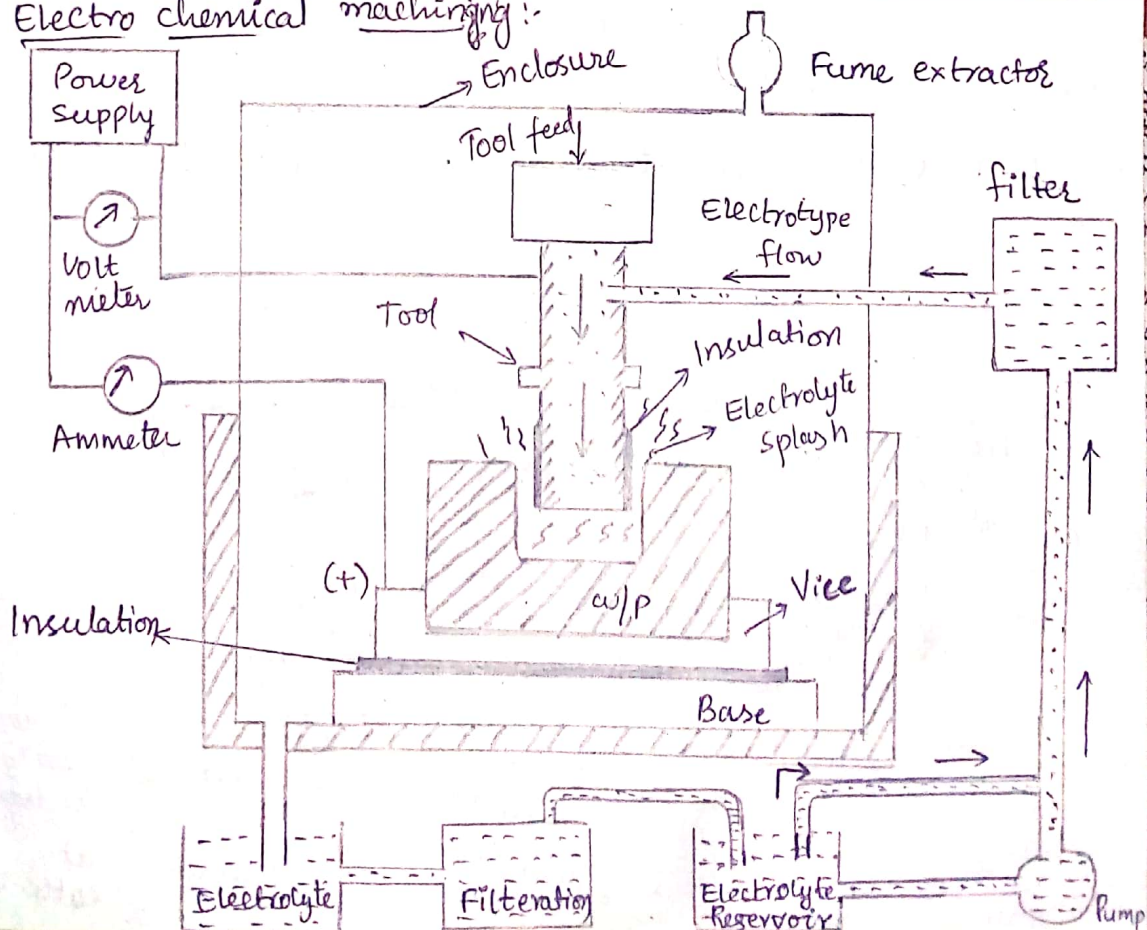 Electro chemical machining:-
Power
Supply
Enclosure
Fume extractor
Tool feed
filter
Electrotype
flow
Volt
meter
Tool
Insulation
Electrolyte
splash
Ammeter
(+)
w/p
Vice
Insulation
Base
Electrolyte
Filteration
Electrolyte
Reservoir
Pump